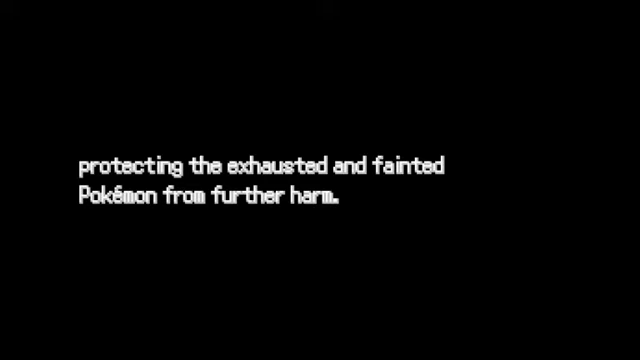 protecting the exhausted and fainted
Pokémon from further harm.